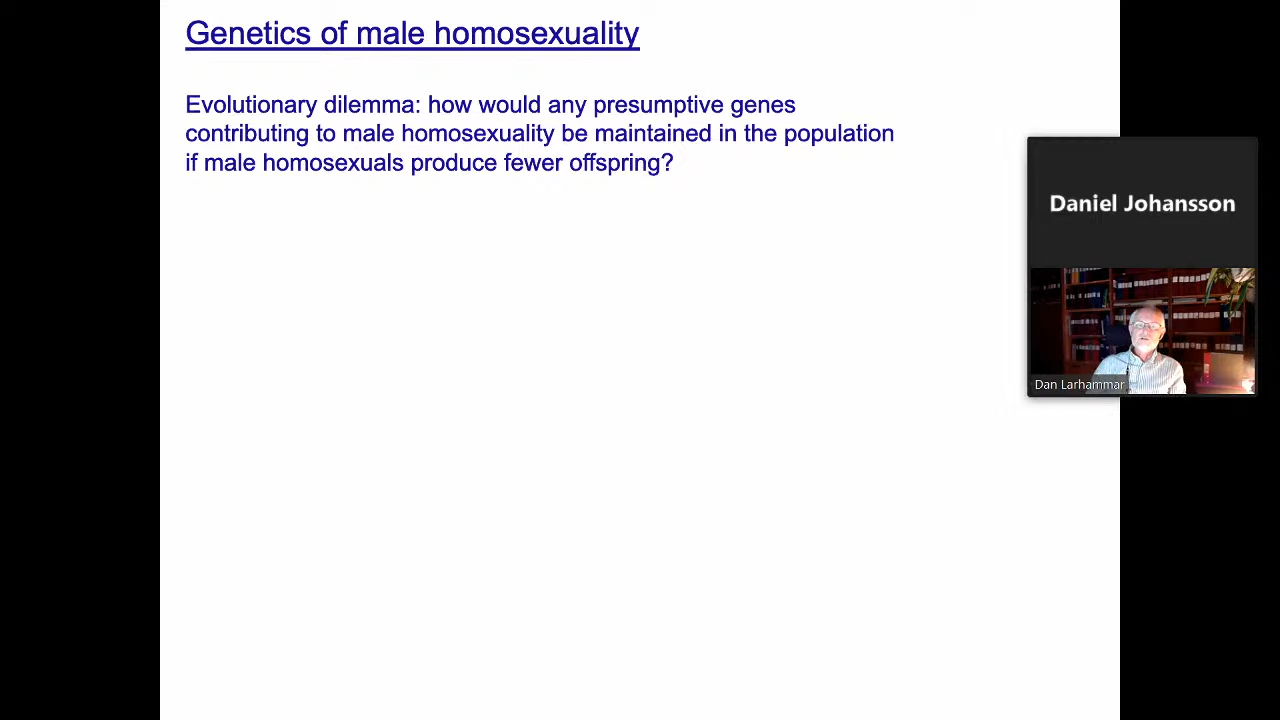 Genetics of male homosexuality
Evolutionary dilemma: how would any presumptive genes
contributing to male homosexuality be maintained in the population
if male homosexuals produce fewer offspring?
Daniel Johansson
Dan Larhammar